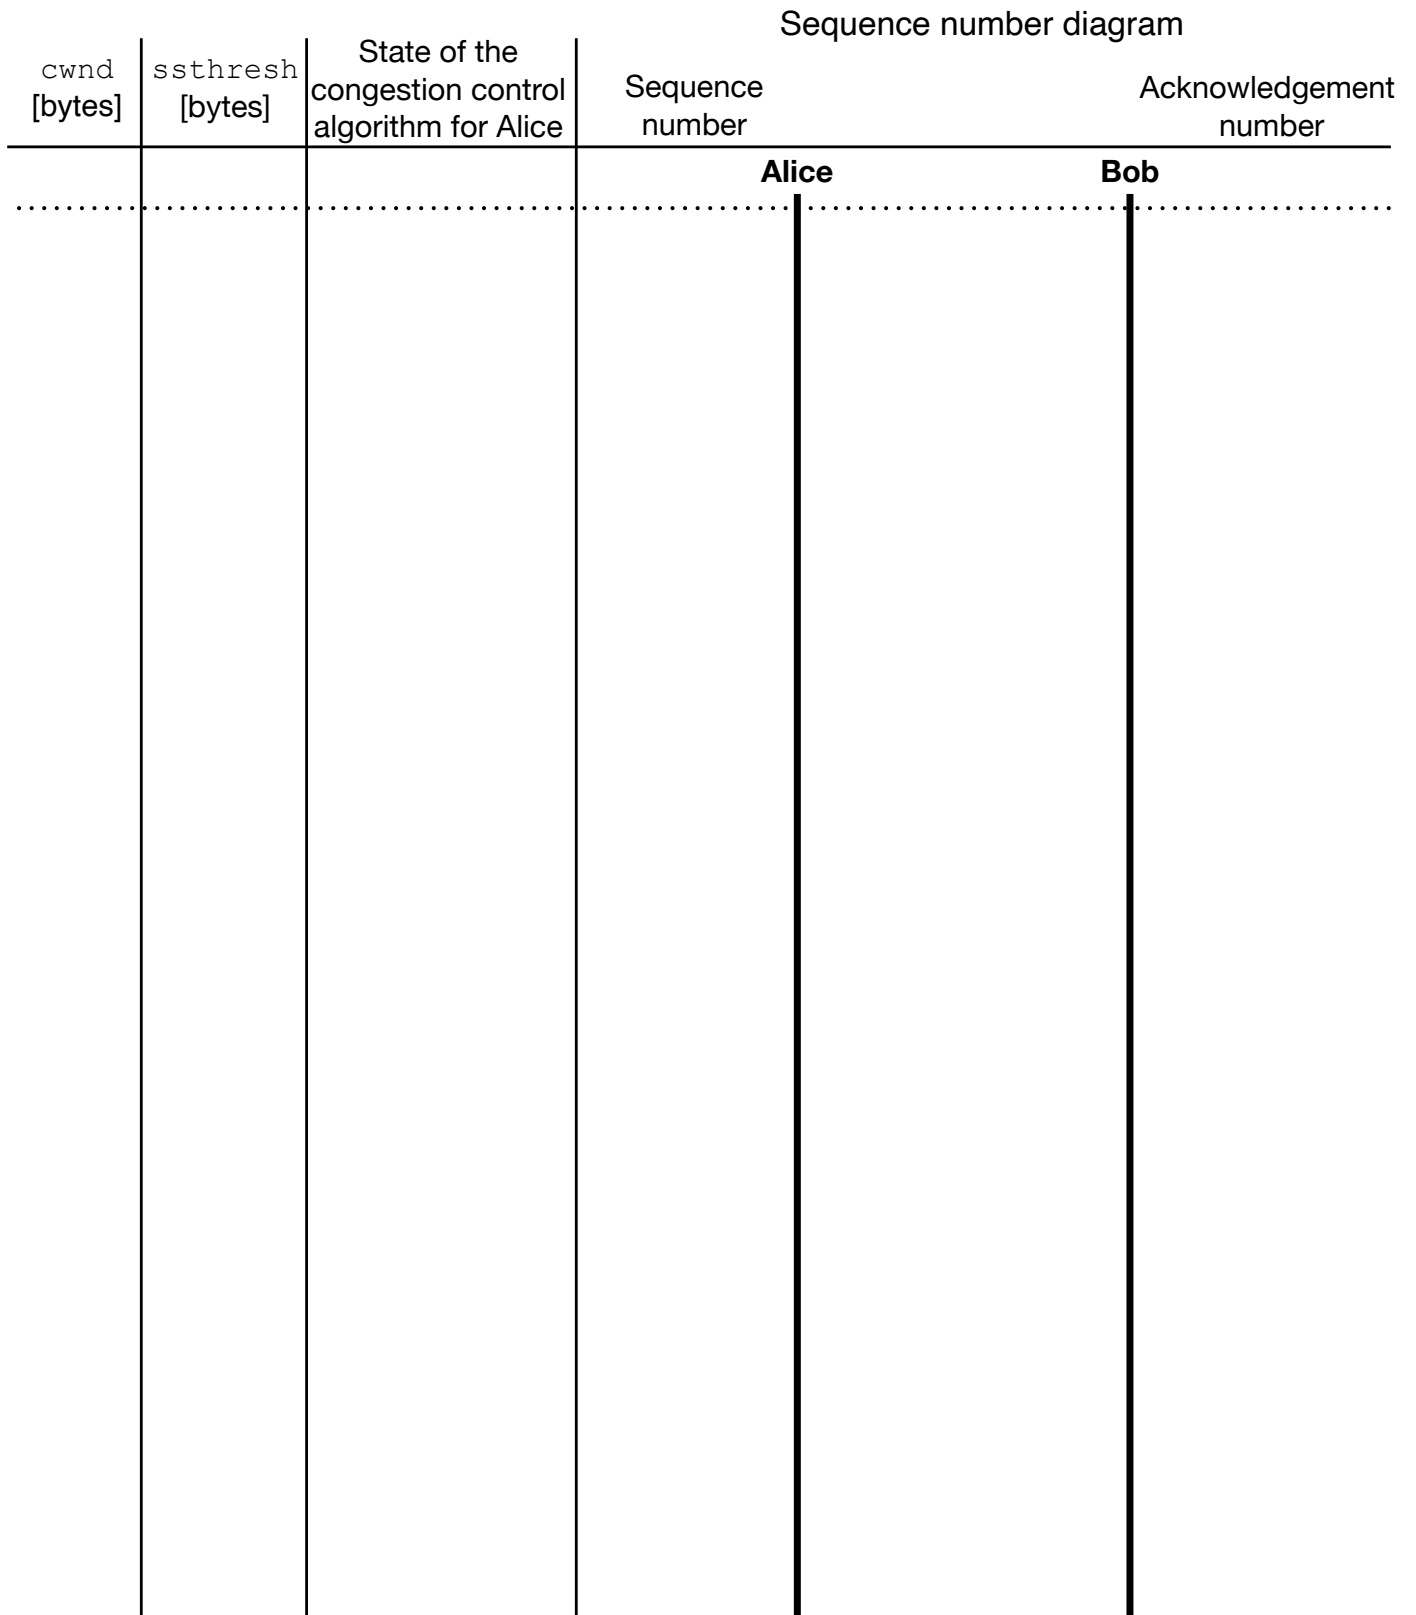 Sequence number diagram
cwnd
[bytes]
ssthresh
[bytes]
State of the
congestion control
algorithm for Alice
Sequence
number
Acknowledgement
number
Alice
Bob